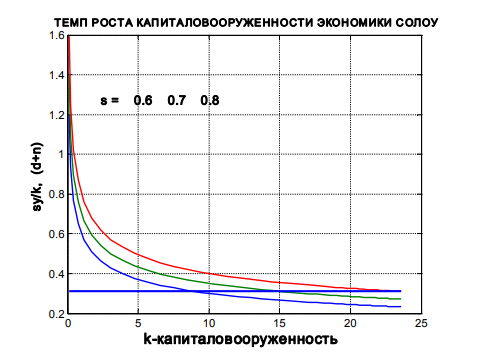 ТЕМП РОСТА КАПИТАЛОВООРУЖЕННОСТИ ЭКОНОМИКИ СОЛОУ
1.6
1.4
s = 0.6 0.7 0.8
1.2
1
0.8
0.6
0.4
0.2
sy/k, (d+n)
0 5 10 15 20 25
k-капиталовооруженность